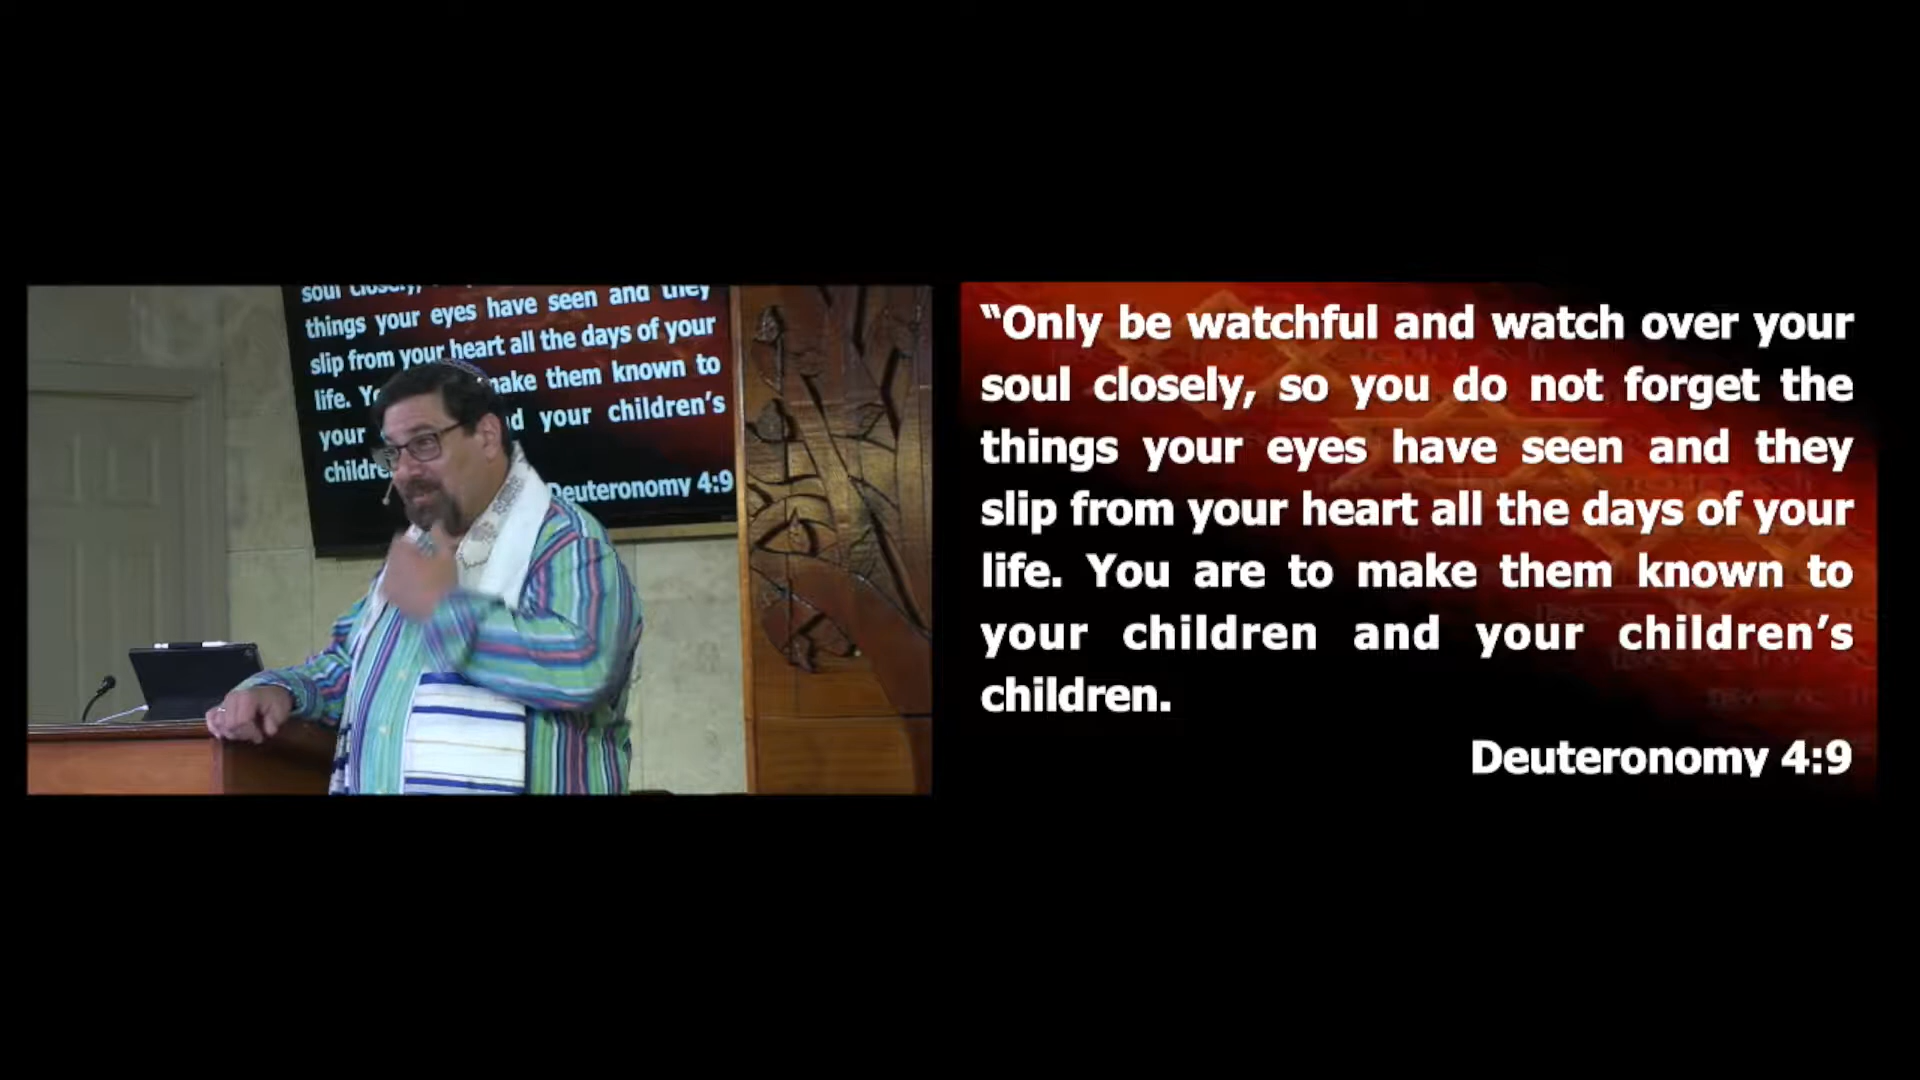 soul closely,
things your eyes have seen and they
slip from your heart all the days of your
life. make them known to
your your children's
Deuteronomy 4:9
“Only be watchful and watch over your
soul closely, so you do not forget the
things your eyes have seen and they
slip from your heart all the days of your
life. You are to make them known to
your children and your children’s
children.
Deuteronomy 4:9